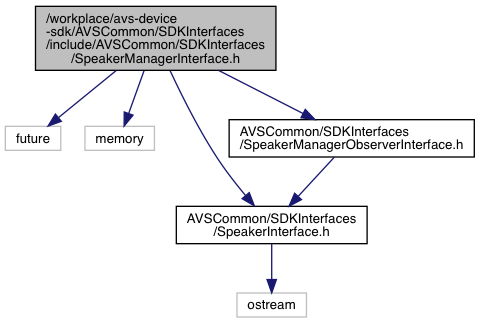 /workplace/avs-device
-sdk/AVSCommon/SDKInterfaces
/include/AVSCommon/SDKInterfaces
/SpeakerManagerInterface.h
future
memory
AVSCommon/SDKInterfaces
/SpeakerManagerObserverInterface.h
AVSCommon/SDKInterfaces
/SpeakerInterface.h
ostream